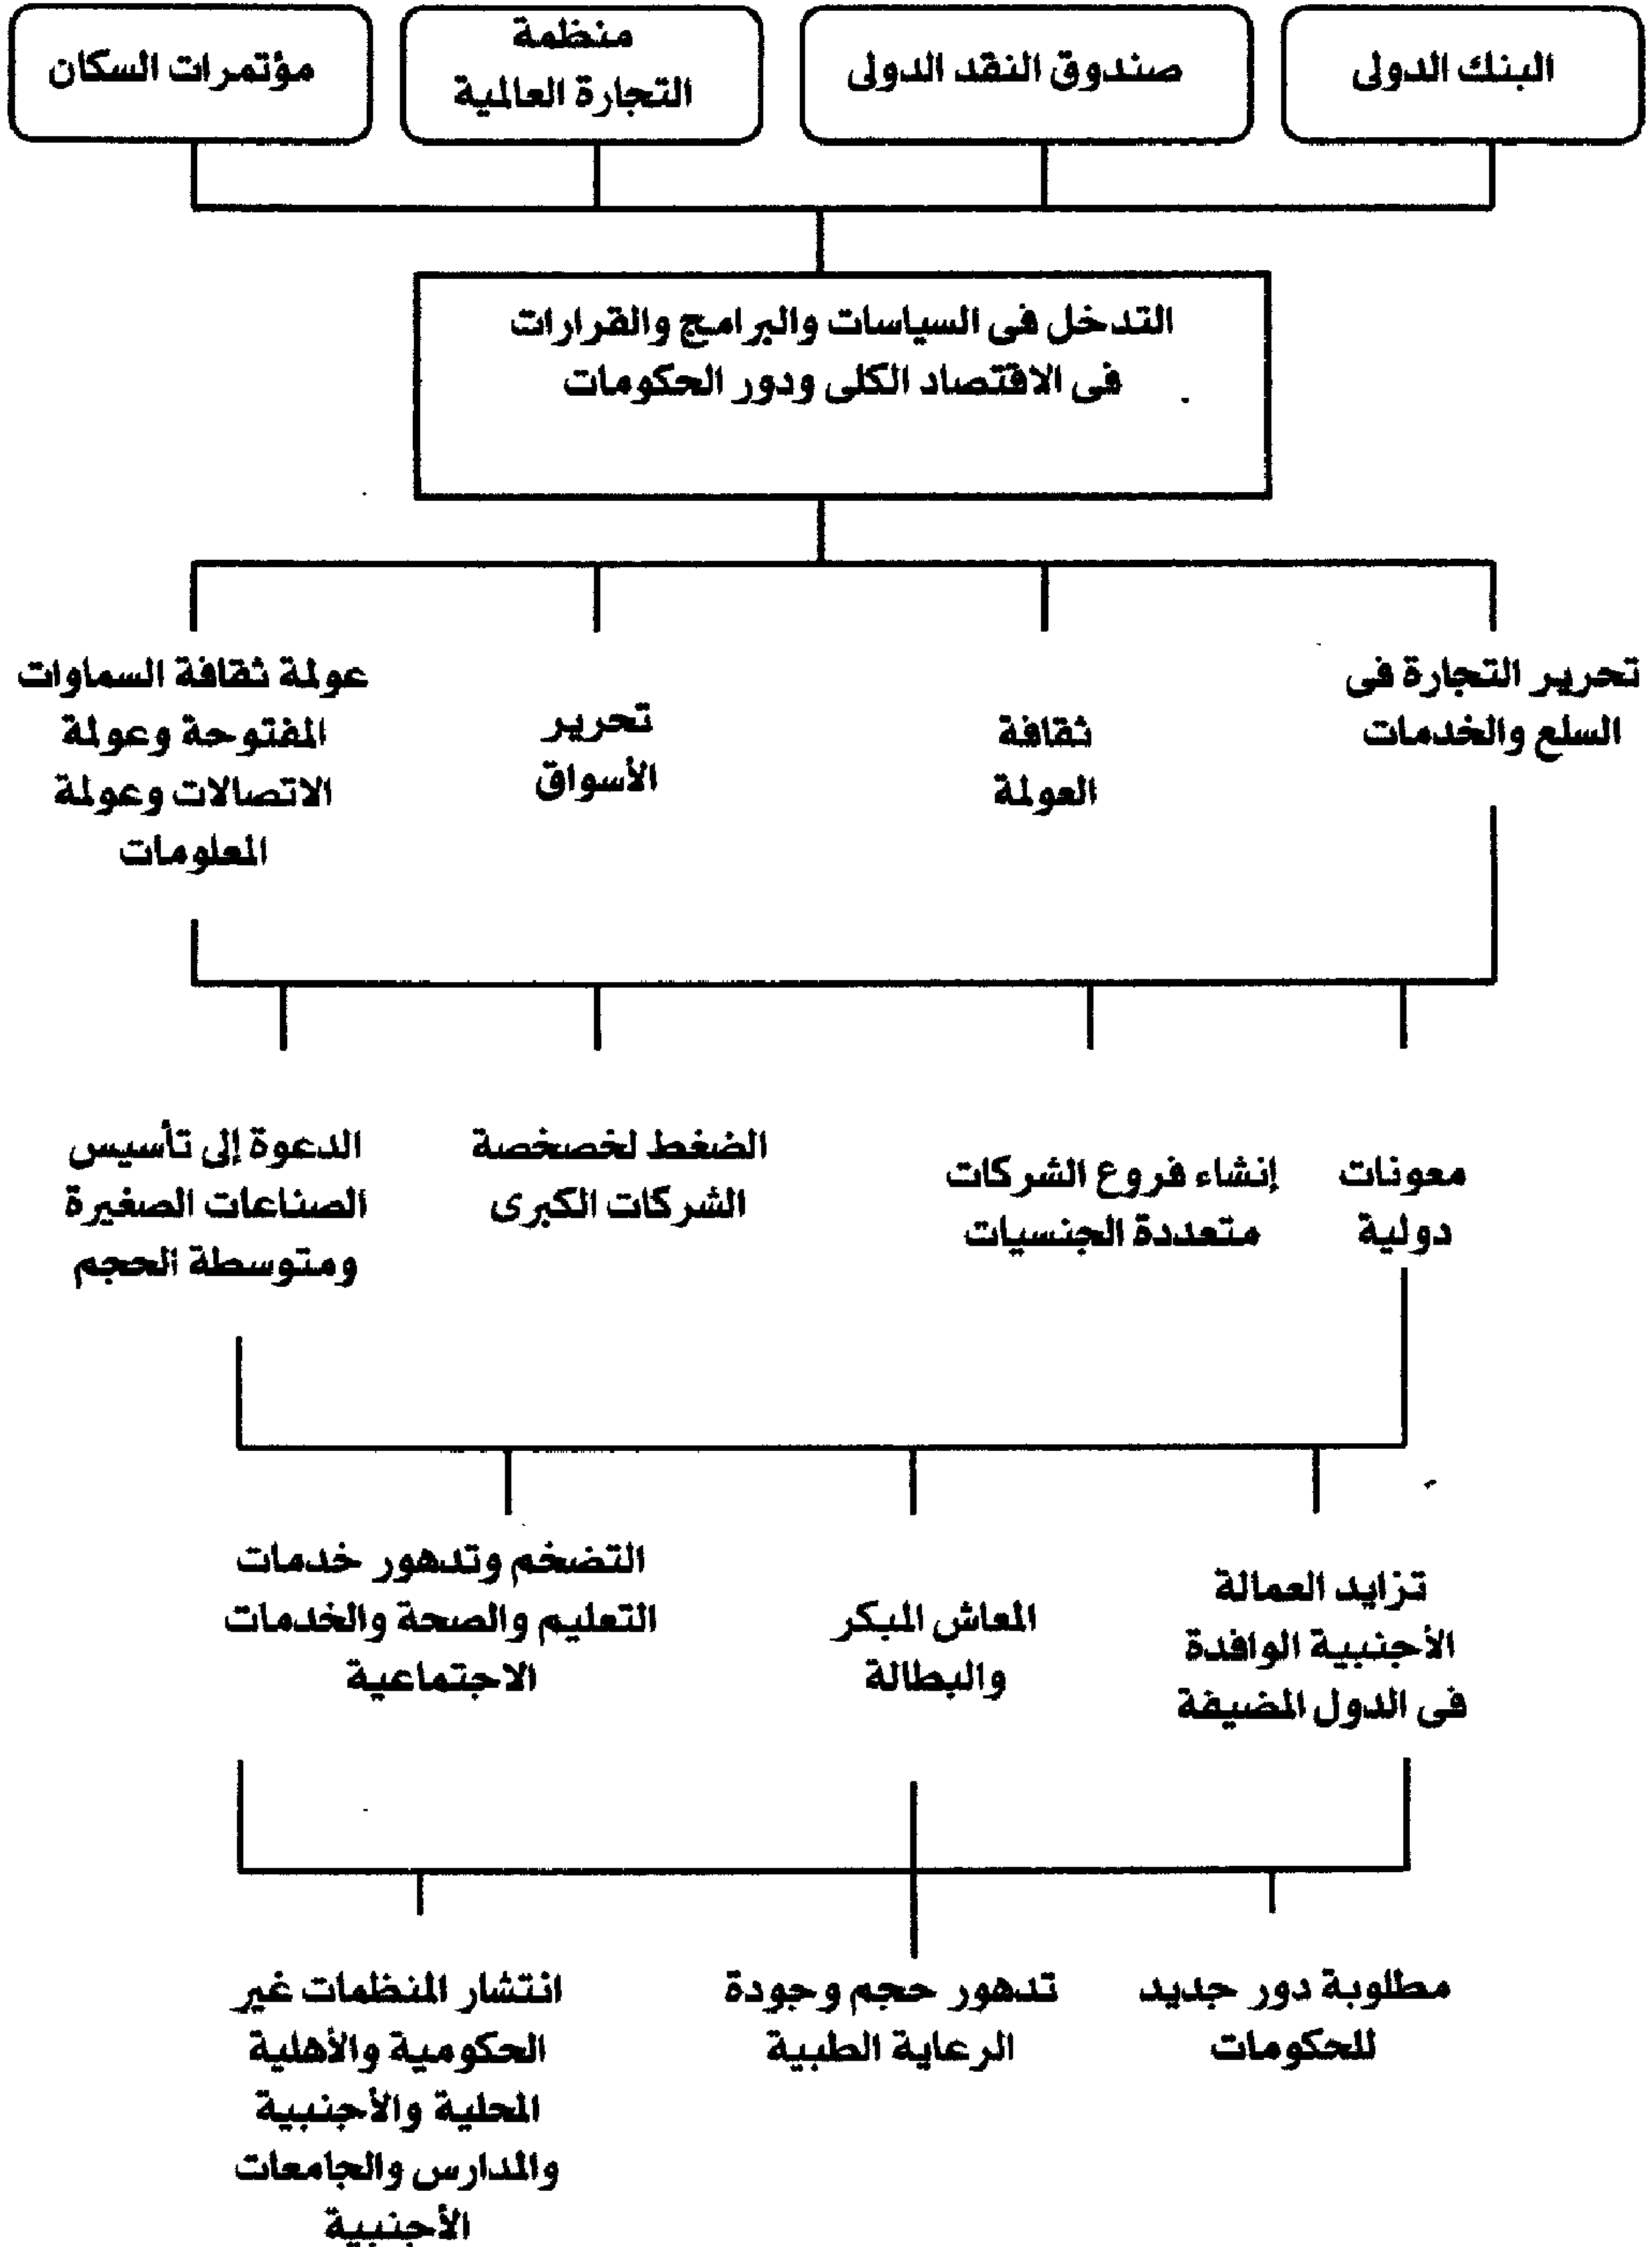 البنك الدولى
صندوق النقد الدولى
منظمة
التجارة العالمية
مؤتمرات السكان
التدخل فى السياسات والبرامج والقرارات
فى الاقتصاد الكلى ودور الحكومات
تحرير التجارة فى
السلع والخدمات
ثقافة
العولمة
تحرير
الأسواق
عولمة ثقافة السماوات
المفتوحة وعولمة
الاتصالات وعولمة
المعلومات
معونات
دولية
إنشاء فروع الشركات
متعددة الجنسيات
الضغط لخصخصة
الشركات الكبرى
الدعوة إلى تأسيس
الصناعات الصغيرة
ومتوسطة الحجم
تزايد العمالة
الأجنبية الوافدة
فى الدول المضيفة
المعاش المبكر
والبطالة
التضخم وتدهور خدمات
التعليم والصحة والخدمات
الاجتماعية
مطلوبة دور جديد
للحكومات
تدهور حجم وجودة
الرعاية الطبية
انتشار المنظمات غير
الحكومية والأهلية
المحلية والأجنبية
والمدارس والجامعات
الأجنبية